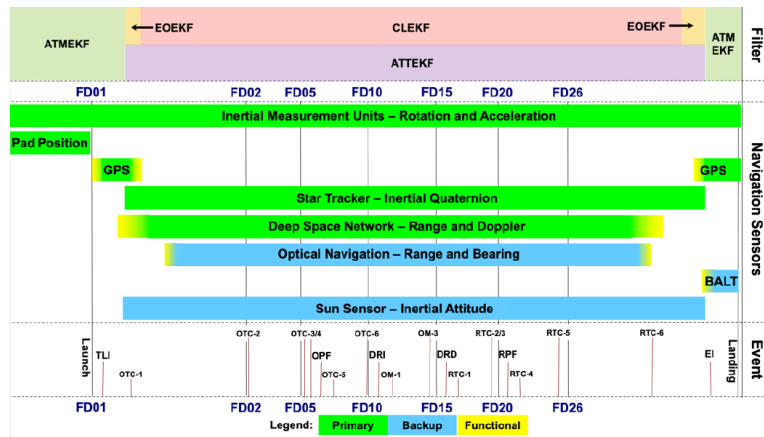 EOEKF
CLEKF
EOEKF
ATMEKF
ATM
EKF
ATTEKF
Filter
FD01
FD02
FD05
FD10
FD15
FD20
FD26
Inertial Measurement Units – Rotation and Acceleration
Pad Position
GPS
GPS
Star Tracker – Inertial Quaternion
Deep Space Network – Range and Doppler
Optical Navigation – Range and Bearing
BALT
Sun Sensor – Inertial Attitude
Navigation Sensors
OTC-2
OTC-3/4
OTC-6
OM-3
RTC-2/3
RTC-5
RTC-6
Launch
TLI
OPF
DRI
DRD
RPF
EI
Landing
OTC-1
OTC-5
OM-1
RTC-1
RTC-4
Event
FD01
FD02
FD05
FD10
FD15
FD20
FD26
Legend:
Primary
Backup
Functional